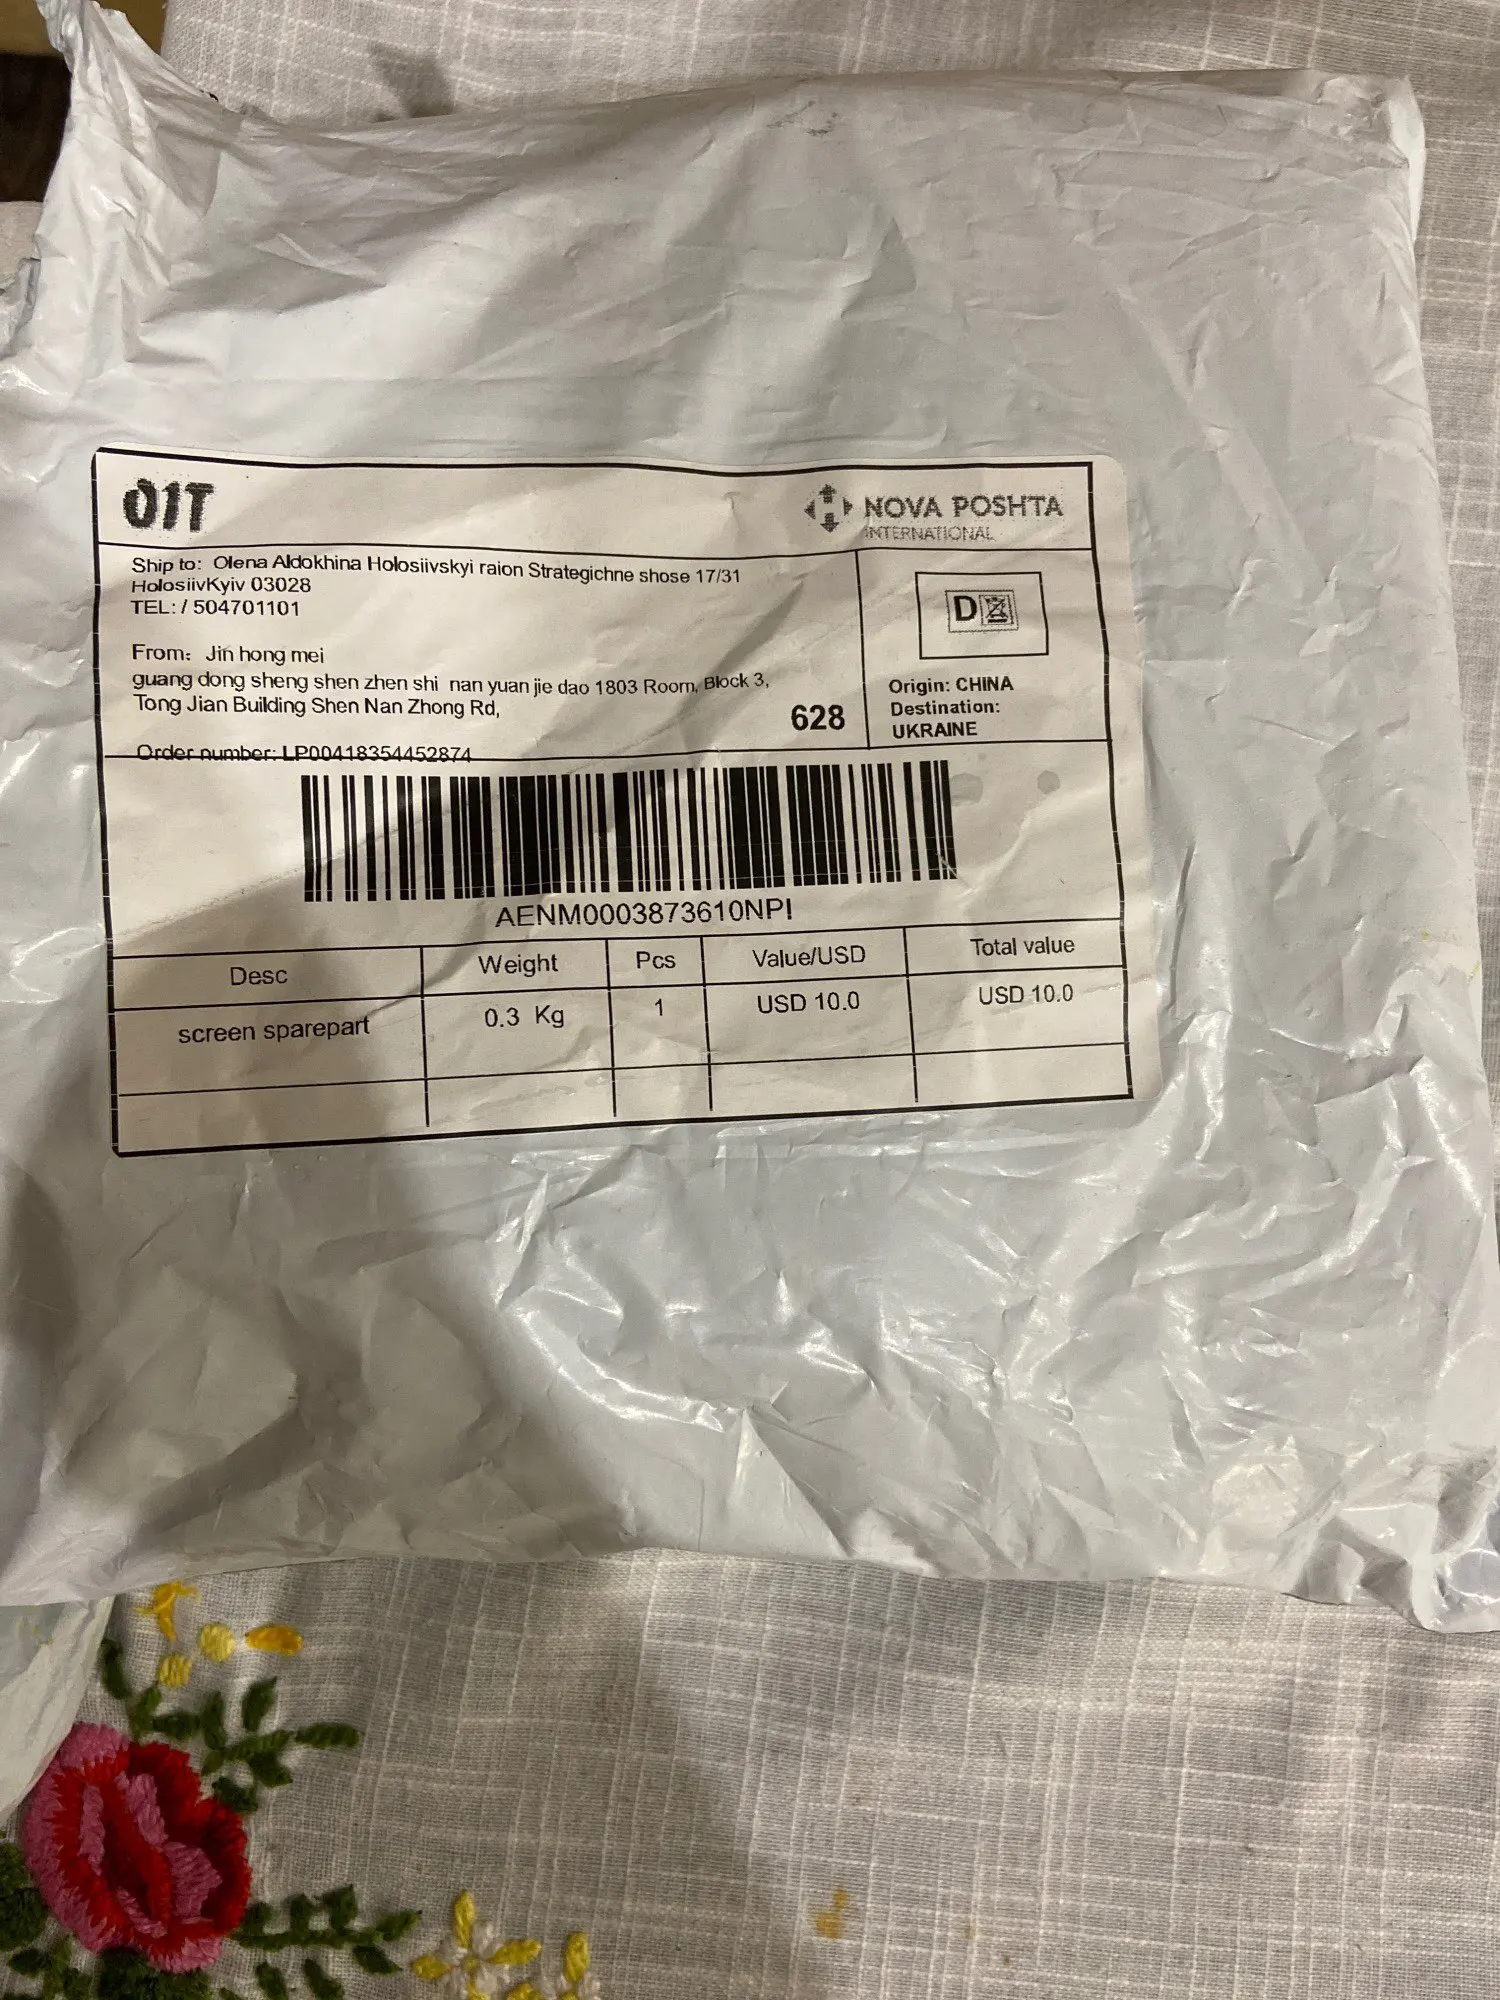 OIT
NOVA POSHTA
INTERNATIONAL
Ship to: Olena Aldokhina Holosiivskyi raion Strategichne shose 17/31
HolosiivKyiv 03028
TEL: / 504701101
From: Jin hong mei
guang dong sheng shen zhen shi nan yuan jie dao 1803 Room, Block 3,
Tong Jian Building Shen Nan Zhong Rd,
628
Order number: LP00418354452874
D
Origin: CHINA
Destination:
UKRAINE
AENM0003873610NPI
Desc Weight Pcs Value/USD Total value
screen sparepart 0.3 Kg 1 USD 10.0 USD 10.0